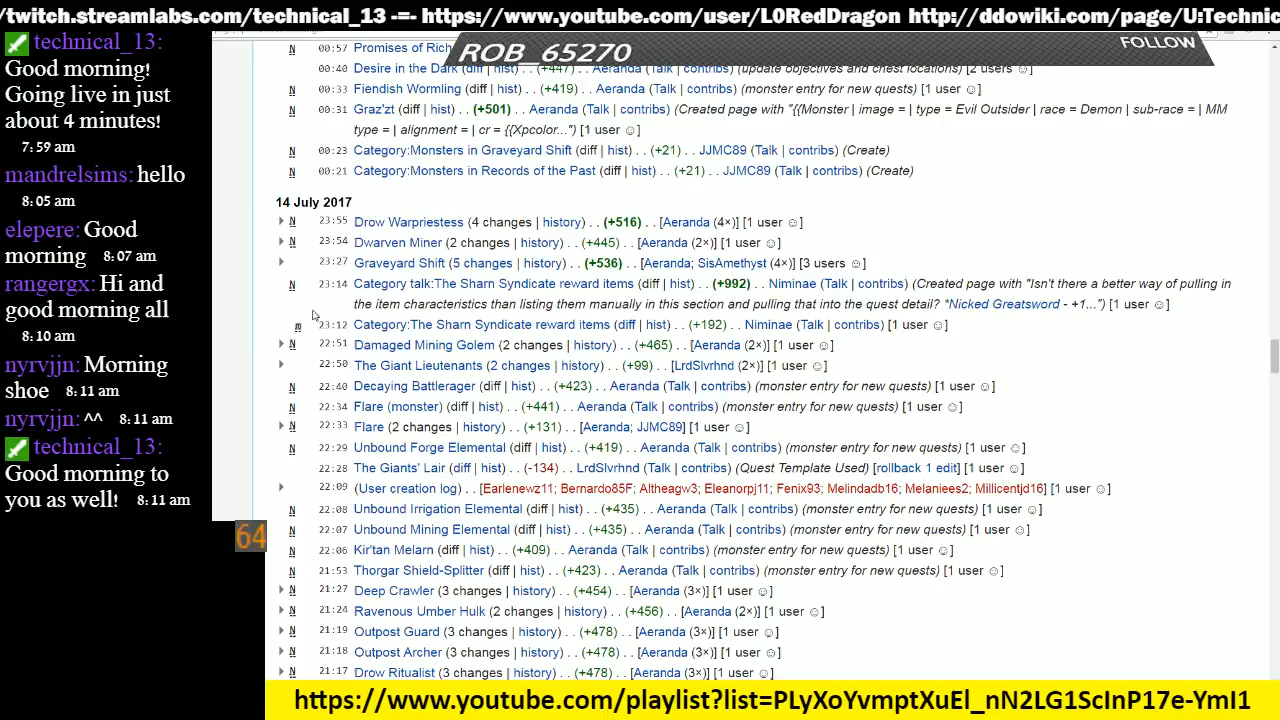 /twitch.streamlabs.com/technical_13 -=- https://www.youtube.com/user/L0RedDragon http://ddowiki.com/page/U:Technic
technical_13:
Good morning!
Going live in just
about 4 minutes!
7:59 am
mandrelsims: hello
8:05 am
elepere: Good
morning 8:07 am
rangergx: Hi and
good morning all
8:10 am
nyrvjjn: Morning
shoe 8:11 am
nyrvjjn: ^^ 8:11 am
technical_13:
Good morning to
you as well! 8:11 am
64
ROB_65270
FOLLOW
N 00:57 Promises of Rich
00:40 Desire in the Dark (diff | hist) . . (+447) . . Aeranda (Talk | contribs) (update objectives and chest locations) [2 users ☺]
N 00:33 Fiendish Wormling (diff | hist) . . (+419) . . Aeranda (Talk | contribs) (monster entry for new quests) [1 user ☺]
N 00:31 Graz'zt (diff | hist) . . (+501) . . Aeranda (Talk | contribs) (Created page with "{{Monster | image = | type = Evil Outsider | race = Demon | sub-race = | MM
type = | alignment = | cr = {{Xpcolor...") [1 user ☺]
N 00:23 Category:Monsters in Graveyard Shift (diff | hist) . . (+21) . . JJMC89 (Talk | contribs) (Create)
N 00:21 Category:Monsters in Records of the Past (diff | hist) . . (+21) . . JJMC89 (Talk | contribs) (Create)
14 July 2017
N 23:55 Drow Warpriestess (4 changes | history) . . (+516) . . [Aeranda (4×)] [1 user ☺]
N 23:54 Dwarven Miner (2 changes | history) . . (+445) . . [Aeranda (2×)] [1 user ☺]
23:27 Graveyard Shift (5 changes | history) . . (+536) . . [Aeranda; SisAmethyst (4×)] [3 users ☺]
N 23:14 Category talk:The Sharn Syndicate reward items (diff | hist) . . (+992) . . Niminae (Talk | contribs) (Created page with "Isn't there a better way of pulling in
the item characteristics than listing them manually in this section and pulling that into the quest detail? *Nicked Greatsword - +1...") [1 user ☺]
m 23:12 Category:The Sharn Syndicate reward items (diff | hist) . . (+192) . . Niminae (Talk | contribs) [1 user ☺]
N 22:51 Damaged Mining Golem (2 changes | history) . . (+465) . . [Aeranda (2×)] [1 user ☺]
22:50 The Giant Lieutenants (2 changes | history) . . (+99) . . [LrdSlvrhnd (2×)] [1 user ☺]
N 22:40 Decaying Battlerager (diff | hist) . . (+423) . . Aeranda (Talk | contribs) (monster entry for new quests) [1 user ☺]
N 22:34 Flare (monster) (diff | hist) . . (+441) . . Aeranda (Talk | contribs) (monster entry for new quests) [1 user ☺]
N 22:33 Flare (2 changes | history) . . (+131) . . [Aeranda; JJMC89] [1 user ☺]
N 22:29 Unbound Forge Elemental (diff | hist) . . (+419) . . Aeranda (Talk | contribs) (monster entry for new quests) [1 user ☺]
22:28 The Giants' Lair (diff | hist) . . (-134) . . LrdSlvrhnd (Talk | contribs) (Quest Template Used) [rollback 1 edit] [1 user ☺]
22:09 (User creation log) . . [Earlenewz11; Bernardo85F; Altheagw3; Eleanorpj11; Fenix93; Melindadb16; Melaniees2; Millicentjd16] [1 user ☺]
N 22:08 Unbound Irrigation Elemental (diff | hist) . . (+435) . . Aeranda (Talk | contribs) (monster entry for new quests) [1 user ☺]
N 22:07 Unbound Mining Elemental (diff | hist) . . (+435) . . Aeranda (Talk | contribs) (monster entry for new quests) [1 user ☺]
N 22:06 Kir'tan Melarn (diff | hist) . . (+409) . . Aeranda (Talk | contribs) (monster entry for new quests) [1 user ☺]
N 21:53 Thorgar Shield-Splitter (diff | hist) . . (+423) . . Aeranda (Talk | contribs) (monster entry for new quests) [1 user ☺]
N 21:27 Deep Crawler (3 changes | history) . . (+454) . . [Aeranda (3×)] [1 user ☺]
N 21:24 Ravenous Umber Hulk (2 changes | history) . . (+456) . . [Aeranda (2×)] [1 user ☺]
N 21:19 Outpost Guard (3 changes | history) . . (+478) . . [Aeranda (3×)] [1 user ☺]
N 21:18 Outpost Archer (3 changes | history) . . (+478) . . [Aeranda (3×)] [1 user ☺]
N 21:17 Drow Ritualist (3 changes | history) . . (+478) . . [Aeranda (3×)] [1 user ☺]
https://www.youtube.com/playlist?list=PLyXoYvmptXuEl_nN2LG1ScInP17e-YmI1